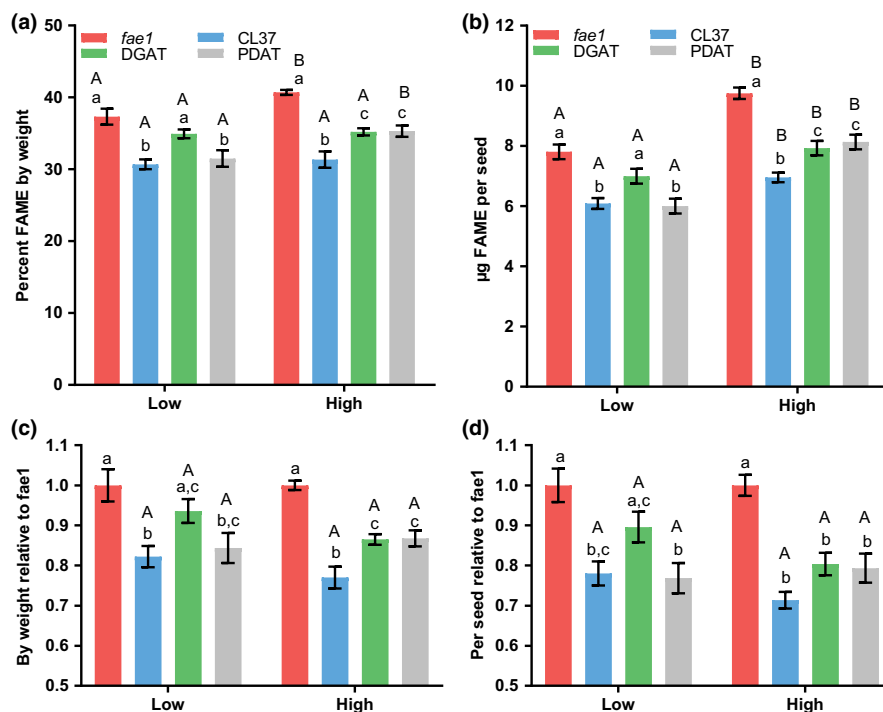 (a)
Percent FAME by weight
50
40
30
20
10
0
fae1 CL37
DGAT PDAT
A A A A B A A B
a b a b a b c c
Low High
(b)
µg FAME per seed
12
10
8
6
4
2
0
fae1 CL37
DGAT PDAT
A A A A B B B B
a b a b a b c c
Low High
(c)
By weight relative to fae1
1.1
1.0
0.9
0.8
0.7
0.6
0.5
a A A A a A A A
b a,c b,c b c c
Low High
(d)
Per seed relative to fae1
1.1
1.0
0.9
0.8
0.7
0.6
0.5
a A A A a A A A
b,c a,c b b b b
Low High